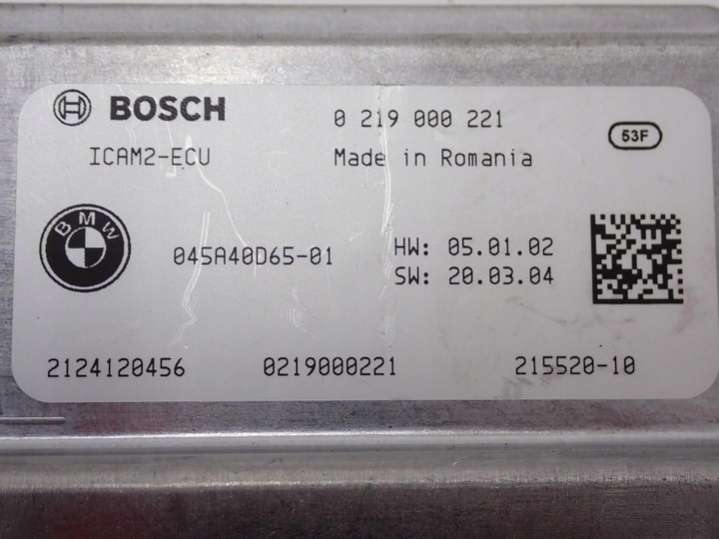 BOSCH 0 219 000 221
53F
ICAM2-ECU Made in Romania
BMW
045A40D65-01 HW: 05.01.02
SW: 20.03.04
2124120456 0219000221 215520-10